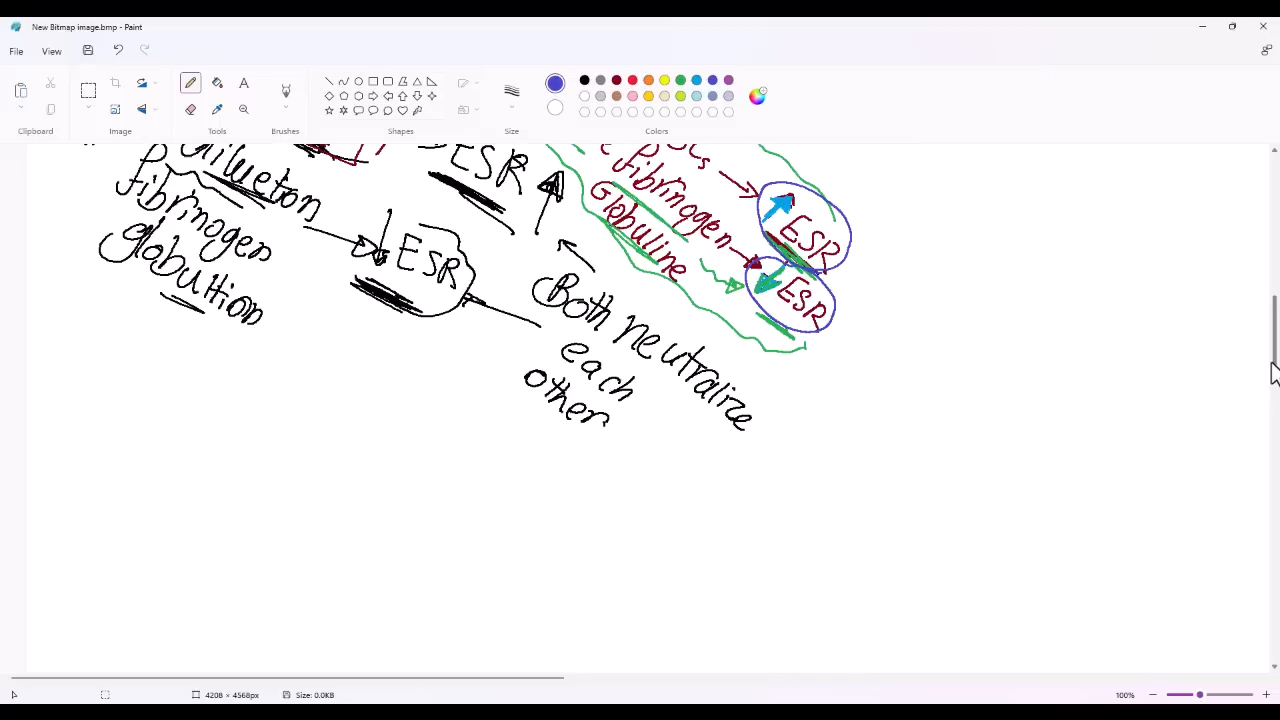 New Bitmap image.bmp - Paint
File
View
Clipboard
Image
Tools
Brushes
Shapes
Size
Colors
ESR
fibrinogen
ESR
fibrinogen
Globuline
ESR
ESR
Both neutralize
each
other
4208 × 4568px
Size: 0.0KB
100%